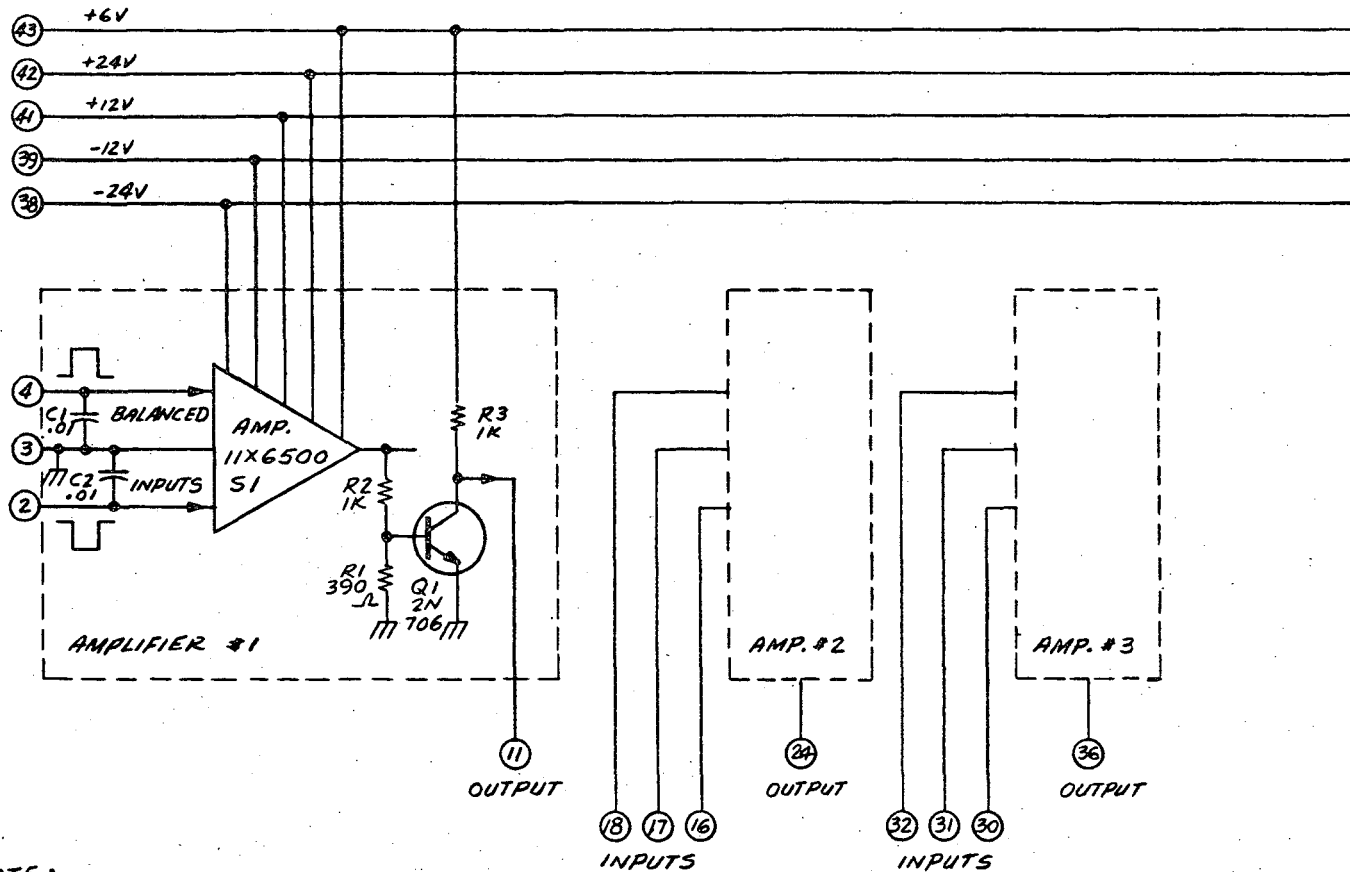 43 +6V
42 +24V
41 +12V
39 -12V
38 -24V
4
C1
.01
BALANCED
3
C2
.01
INPUTS
2
AMP.
11X6500
S1
R3
1K
R2
1K
R1
390
Ω
Q1
2N
706
AMPLIFIER #1
11
OUTPUT
AMP. #2
24
OUTPUT
18 17 16
INPUTS
AMP. #3
36
OUTPUT
32 31 30
INPUTS